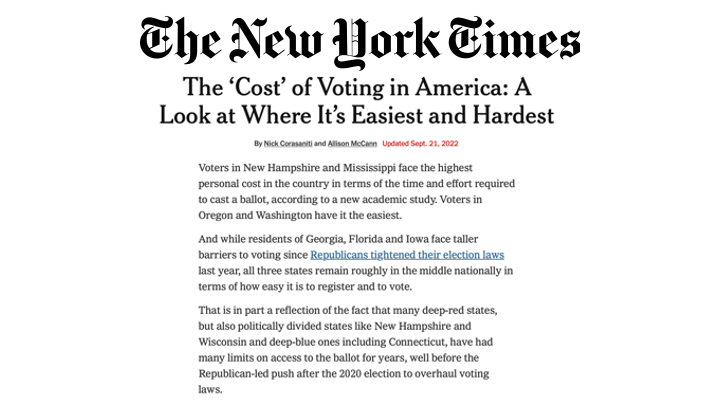 The New York Times
The ‘Cost’ of Voting in America: A
Look at Where It’s Easiest and Hardest
By Nick Corasaniti and Allison McCann Updated Sept. 21, 2022
Voters in New Hampshire and Mississippi face the highest
personal cost in the country in terms of the time and effort required
to cast a ballot, according to a new academic study. Voters in
Oregon and Washington have it the easiest.
And while residents of Georgia, Florida and Iowa face taller
barriers to voting since Republicans tightened their election laws
last year, all three states remain roughly in the middle nationally in
terms of how easy it is to register and to vote.
That is in part a reflection of the fact that many deep-red states,
but also politically divided states like New Hampshire and
Wisconsin and deep-blue ones including Connecticut, have had
many limits on access to the ballot for years, well before the
Republican-led push after the 2020 election to overhaul voting
laws.